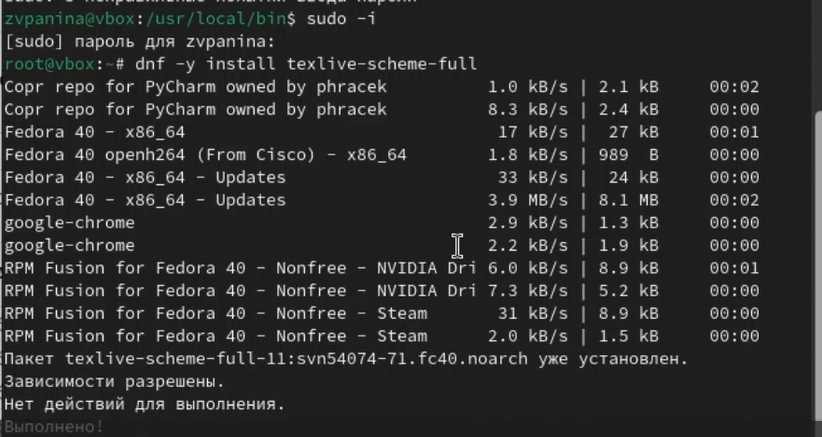 zvpanina@vbox:/usr/local/bin$ sudo -i
[sudo] пароль для zvpanina:
root@vbox:~# dnf -y install texlive-scheme-full
Copr repo for PyCharm owned by phracek 1.0 kB/s | 2.1 kB 00:02
Copr repo for PyCharm owned by phracek 8.3 kB/s | 2.4 kB 00:00
Fedora 40 - x86_64 17 kB/s | 27 kB 00:01
Fedora 40 openh264 (From Cisco) - x86_64 1.8 kB/s | 989 B 00:00
Fedora 40 - x86_64 - Updates 33 kB/s | 24 kB 00:00
Fedora 40 - x86_64 - Updates 3.9 MB/s | 8.1 MB 00:02
google-chrome 2.9 kB/s | 1.3 kB 00:00
google-chrome 2.2 kB/s | 1.9 kB 00:00
RPM Fusion for Fedora 40 - Nonfree - NVIDIA Dri 6.0 kB/s | 8.9 kB 00:01
RPM Fusion for Fedora 40 - Nonfree - NVIDIA Dri 7.3 kB/s | 5.2 kB 00:00
RPM Fusion for Fedora 40 - Nonfree - Steam 31 kB/s | 8.9 kB 00:00
RPM Fusion for Fedora 40 - Nonfree - Steam 2.0 kB/s | 1.5 kB 00:00
Пакет texlive-scheme-full-11:svn54074-71.fc40.noarch уже установлен.
Зависимости разрешены.
Нет действий для выполнения.
Выполнено!